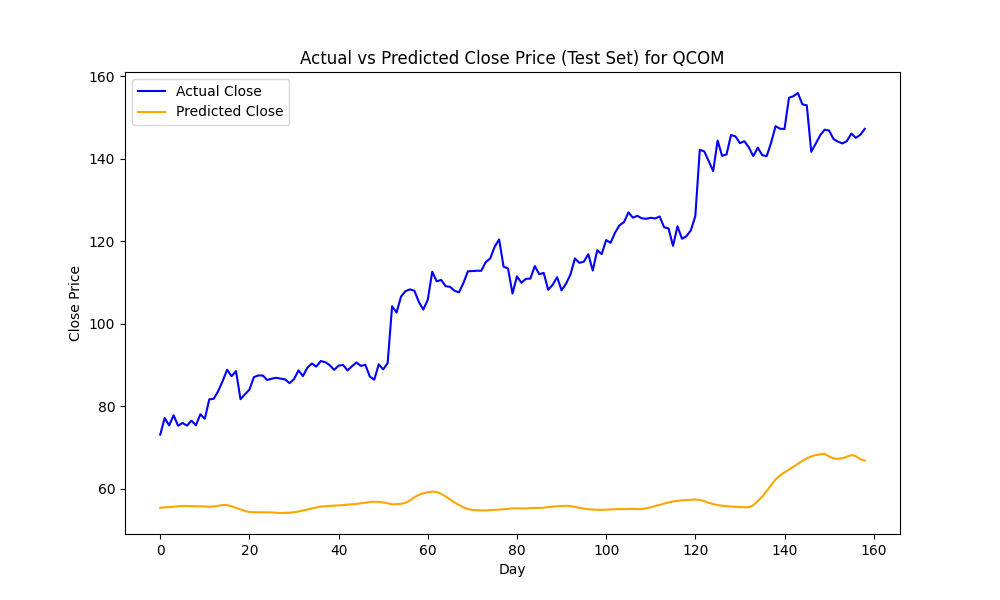 Actual vs Predicted Close Price (Test Set) for QCOM
Actual Close
Predicted Close
Close Price
160
140
120
100
80
60
0 20 40 60 80 100 120 140 160
Day